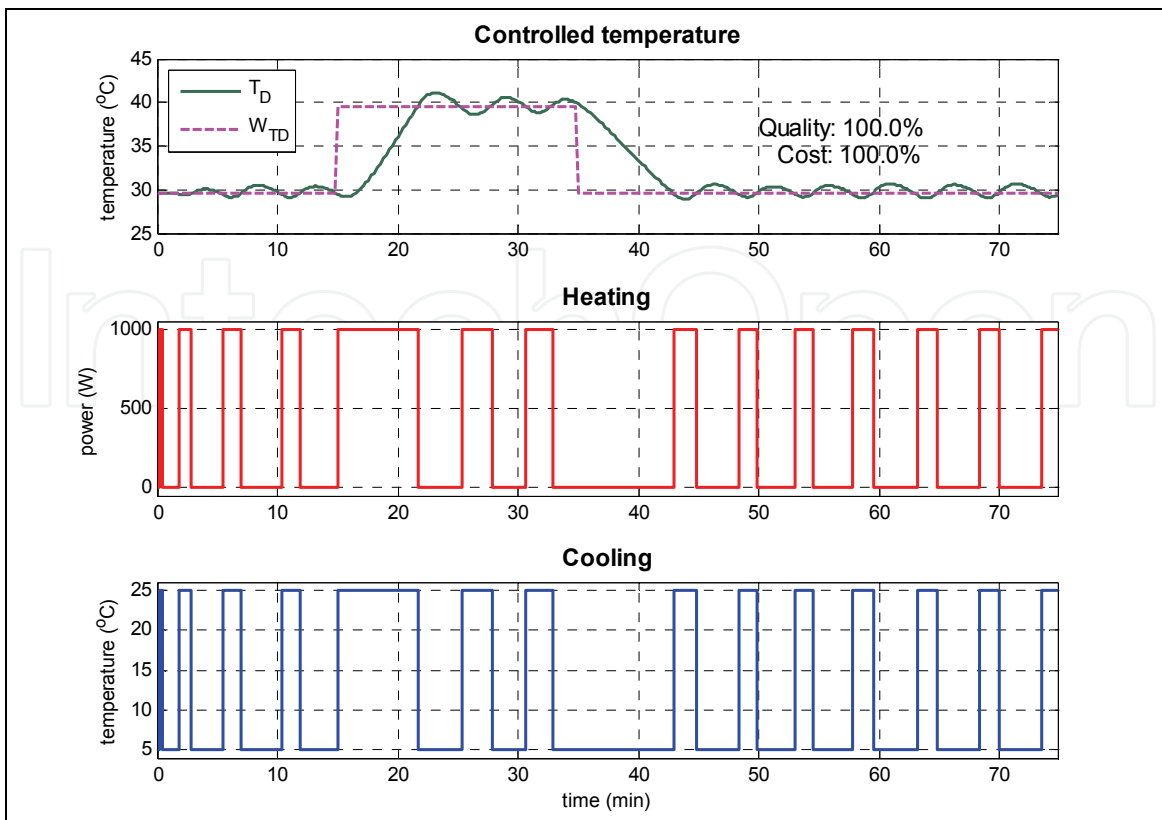 Controlled temperature
temperature (°C)
45
40
35
30
25
T_D
W_TD
Quality: 100.0%
Cost: 100.0%
0 10 20 30 40 50 60 70
Heating
power (W)
1000
500
0
0 10 20 30 40 50 60 70
Cooling
temperature (°C)
25
20
15
10
5
0 10 20 30 40 50 60 70
time (min)
IntechOpen